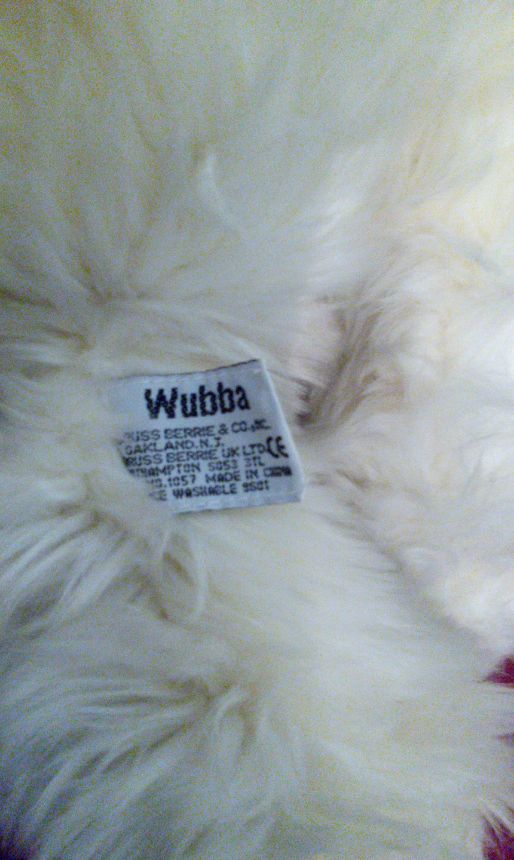 Wubba
RUSS BERRIE & CO., INC.
OAKLAND, N.J.
RUSS BERRIE UK LTD CE
THAMPTON SO53 3TL
.1057 MADE IN CHINA
WASHABLE 9501